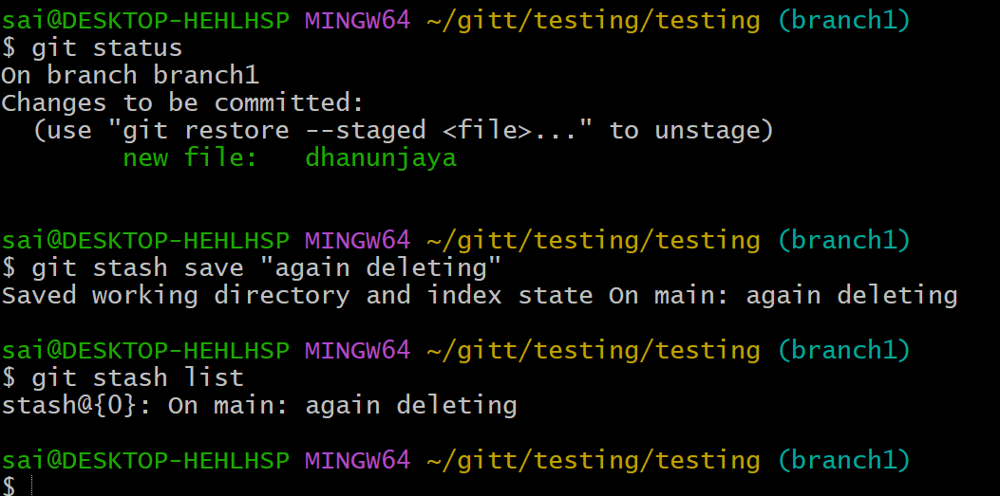 sai@DESKTOP-HEHLHSP MINGW64 ~/gitt/testing/testing (branch1)
$ git status
On branch branch1
Changes to be committed:
  (use "git restore --staged <file>..." to unstage)
        new file:   dhanunjaya
sai@DESKTOP-HEHLHSP MINGW64 ~/gitt/testing/testing (branch1)
$ git stash save "again deleting"
Saved working directory and index state On main: again deleting
sai@DESKTOP-HEHLHSP MINGW64 ~/gitt/testing/testing (branch1)
$ git stash list
stash@{0}: On main: again deleting
sai@DESKTOP-HEHLHSP MINGW64 ~/gitt/testing/testing (branch1)
$